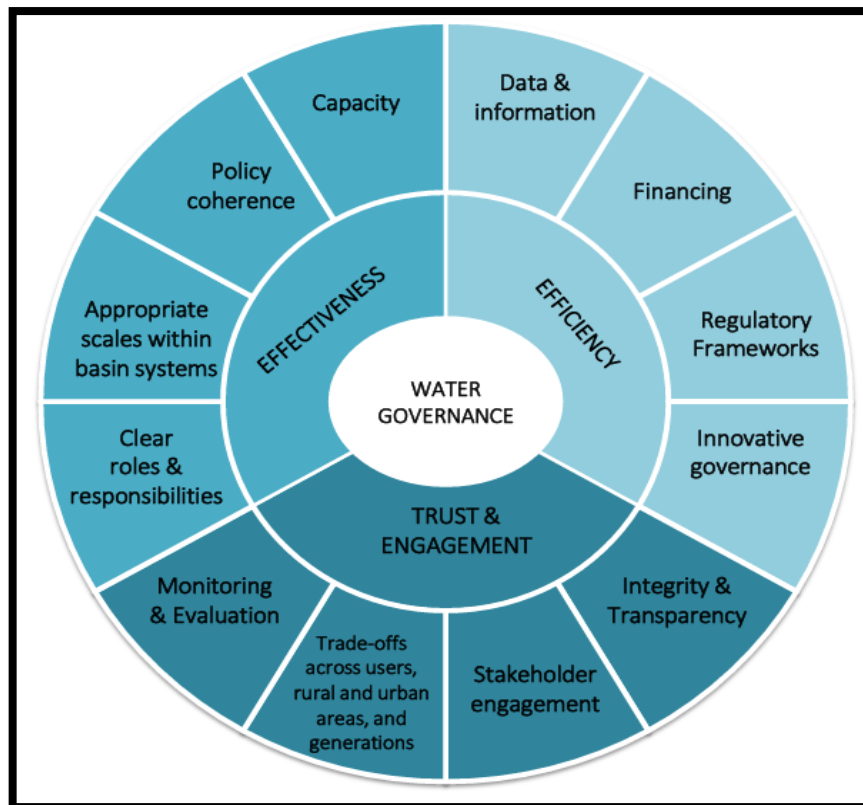 Capacity
Data &
information
Policy
coherence
Financing
EFFECTIVENESS
EFFICIENCY
Appropriate
scales within
basin systems
Regulatory
Frameworks
WATER
GOVERNANCE
Clear
roles &
responsibilities
Innovative
governance
TRUST &
ENGAGEMENT
Monitoring
& Evaluation
Integrity &
Transparency
Trade-offs
across users,
rural and urban
areas, and
generations
Stakeholder
engagement